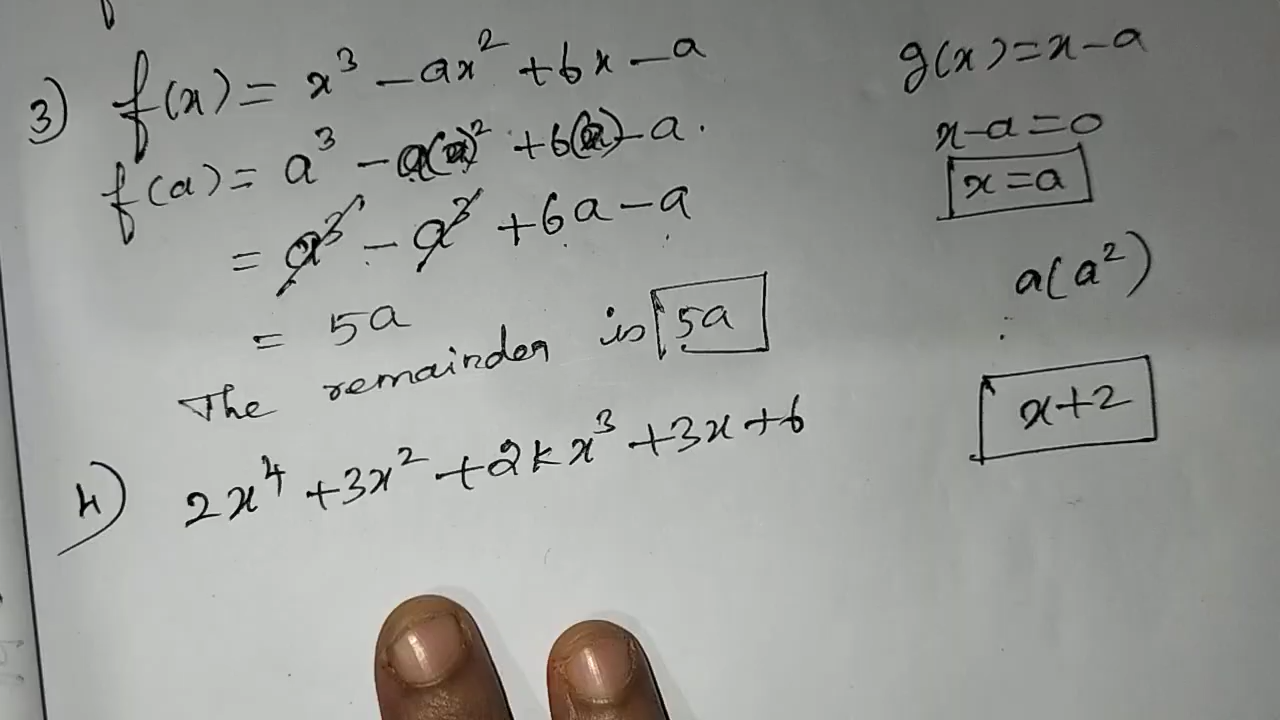 3) f(x) = x³ - ax² + 6x - a
g(x) = x - a
f(a) = a³ - a(a)² + 6(a) - a.
x - a = 0
x = a
= a³ - a³ + 6a - a
a(a²)
= 5a
The remainder is 5a
x + 2
4) 2x⁴ + 3x² + 2kx³ + 3x + 6